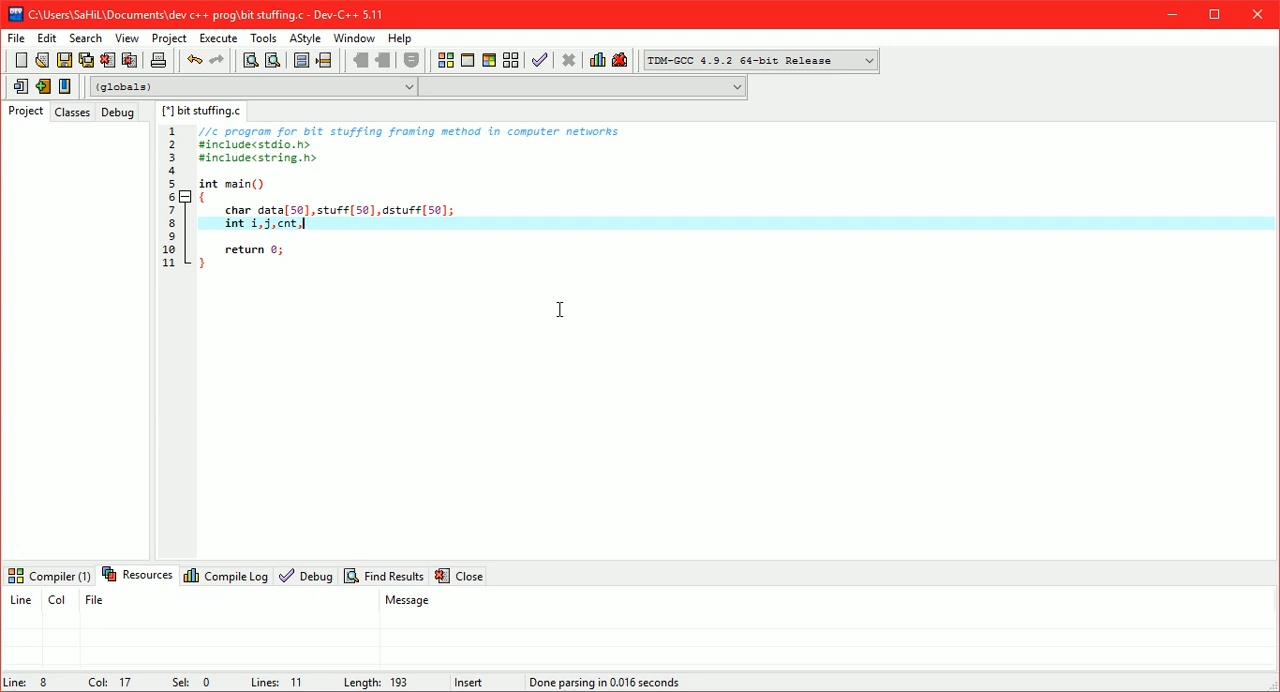 C:\Users\SaHiL\Documents\dev c++ prog\bit stuffing.c - Dev-C++ 5.11
File Edit Search View Project Execute Tools AStyle Window Help
TDM-GCC 4.9.2 64-bit Release
(globals)
Project Classes Debug [*] bit stuffing.c
1 //c program for bit stuffing framing method in computer networks
2 #include<stdio.h>
3 #include<string.h>
4
5 int main()
6 {
7 char data[50],stuff[50],dstuff[50];
8 int i,j,cnt,
9
10 return 0;
11 }
Compiler (1) Resources Compile Log Debug Find Results Close
Line Col File Message
Line: 8 Col: 17 Sel: 0 Lines: 11 Length: 193 Insert Done parsing in 0.016 seconds